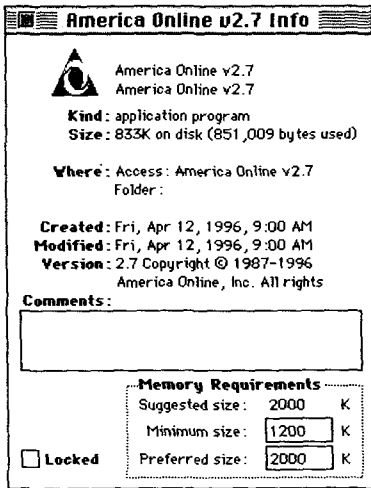 America Online v2.7 Info
America Online v2.7
America Online v2.7
Kind: application program
Size: 833K on disk (851,009 bytes used)
Where: Access: America Online v2.7
Folder:
Created: Fri, Apr 12, 1996, 9:00 AM
Modified: Fri, Apr 12, 1996, 9:00 AM
Version: 2.7 Copyright © 1987-1996
America Online, Inc. All rights
Comments:
Memory Requirements
Suggested size: 2000 K
Minimum size: 1200 K
Locked
Preferred size: 2000 K